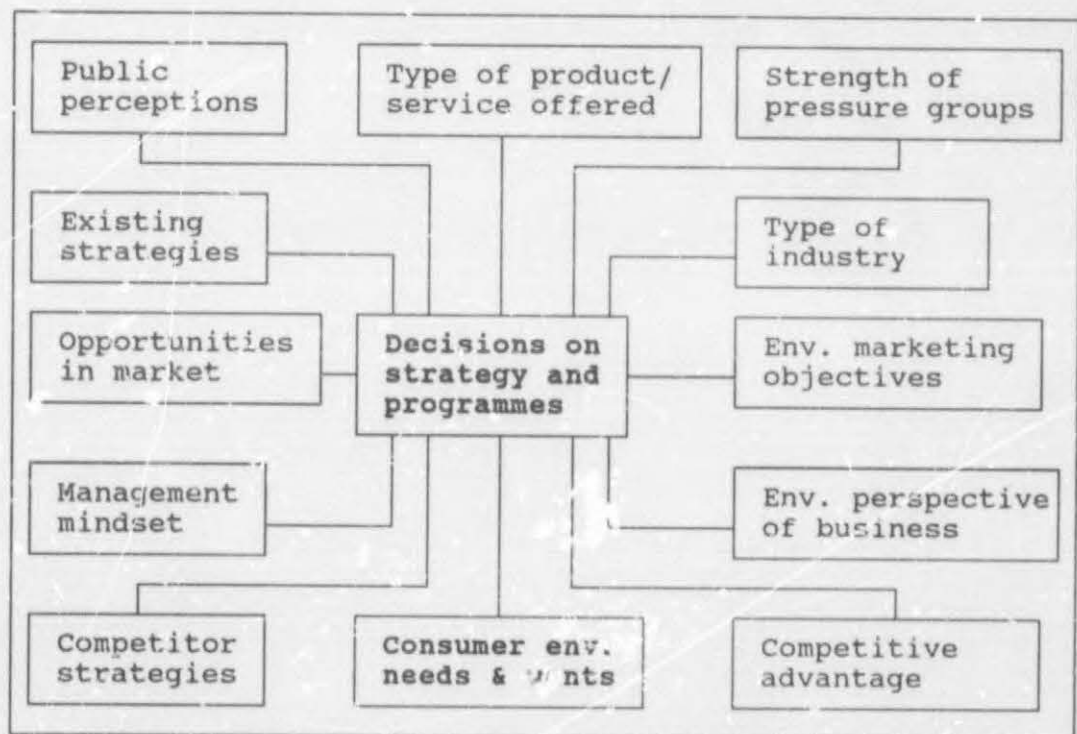 Public
perceptions
Type of product/
service offered
Strength of
pressure groups
Existing
strategies
Type of
industry
Opportunities
in market
Decisions on
strategy and
programmes
Env. marketing
objectives
Management
mindset
Env. perspective
of business
Competitor
strategies
Consumer env.
needs &
Competitive
advantage